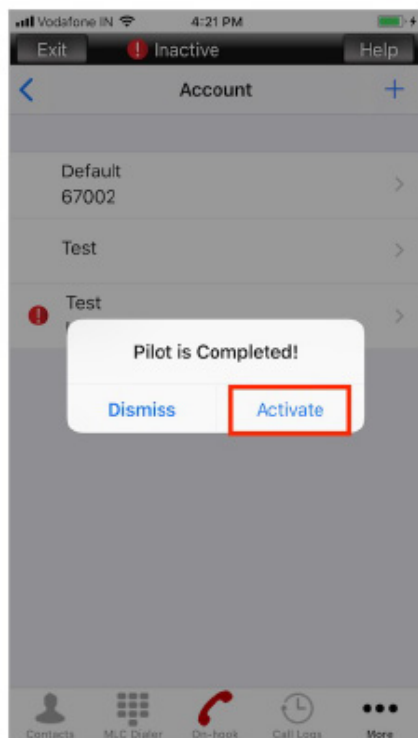 Vodafone IN 4:21 PM
Exit Inactive Help
Account
Default
67002
Test
Test
Pilot is Completed!
Dismiss Activate
Contacts MLC Dialer On-hook Call Logs More